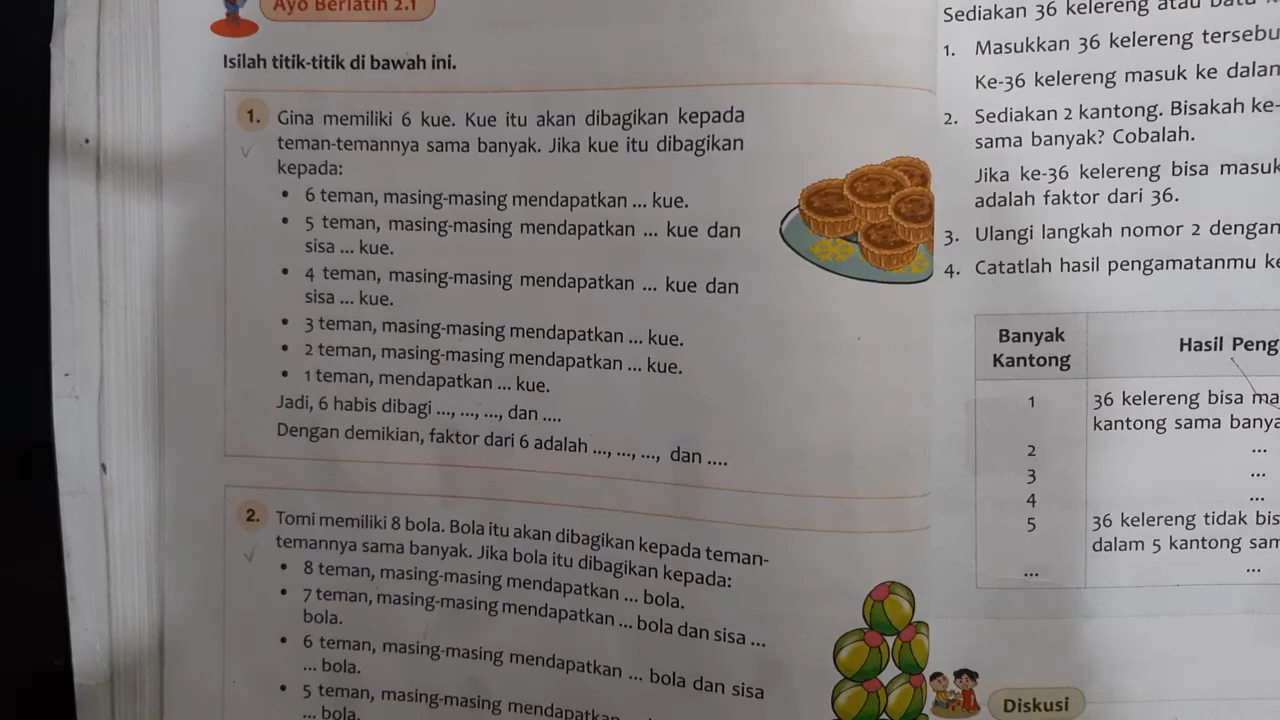 Ayo Berlatih 2.1
Isilah titik-titik di bawah ini.
1. Gina memiliki 6 kue. Kue itu akan dibagikan kepada
teman-temannya sama banyak. Jika kue itu dibagikan
kepada:
• 6 teman, masing-masing mendapatkan ... kue.
• 5 teman, masing-masing mendapatkan ... kue dan
sisa ... kue.
• 4 teman, masing-masing mendapatkan ... kue dan
sisa ... kue.
• 3 teman, masing-masing mendapatkan ... kue.
• 2 teman, masing-masing mendapatkan ... kue.
• 1 teman, mendapatkan ... kue.
Jadi, 6 habis dibagi ..., ..., ..., dan ....
Dengan demikian, faktor dari 6 adalah ..., ..., ..., dan ....
2. Tomi memiliki 8 bola. Bola itu akan dibagikan kepada teman-
temannya sama banyak. Jika bola itu dibagikan kepada:
• 8 teman, masing-masing mendapatkan ... bola.
• 7 teman, masing-masing mendapatkan ... bola dan sisa ...
bola.
• 6 teman, masing-masing mendapatkan ... bola dan sisa
... bola.
• 5 teman, masing-masing mendapatkan
... bola.
Sediakan 36 kelereng atau
1. Masukkan 36 kelereng tersebu
Ke-36 kelereng masuk ke dalan
2. Sediakan 2 kantong. Bisakah ke-
sama banyak? Cobalah.
Jika ke-36 kelereng bisa masuk
adalah faktor dari 36.
3. Ulangi langkah nomor 2 dengan
4. Catatlah hasil pengamatanmu ke
Banyak
Kantong
Hasil Peng
1 36 kelereng bisa ma
kantong sama banya
2 ...
3 ...
4 ...
5 36 kelereng tidak bis
dalam 5 kantong sam
... ...
Diskusi